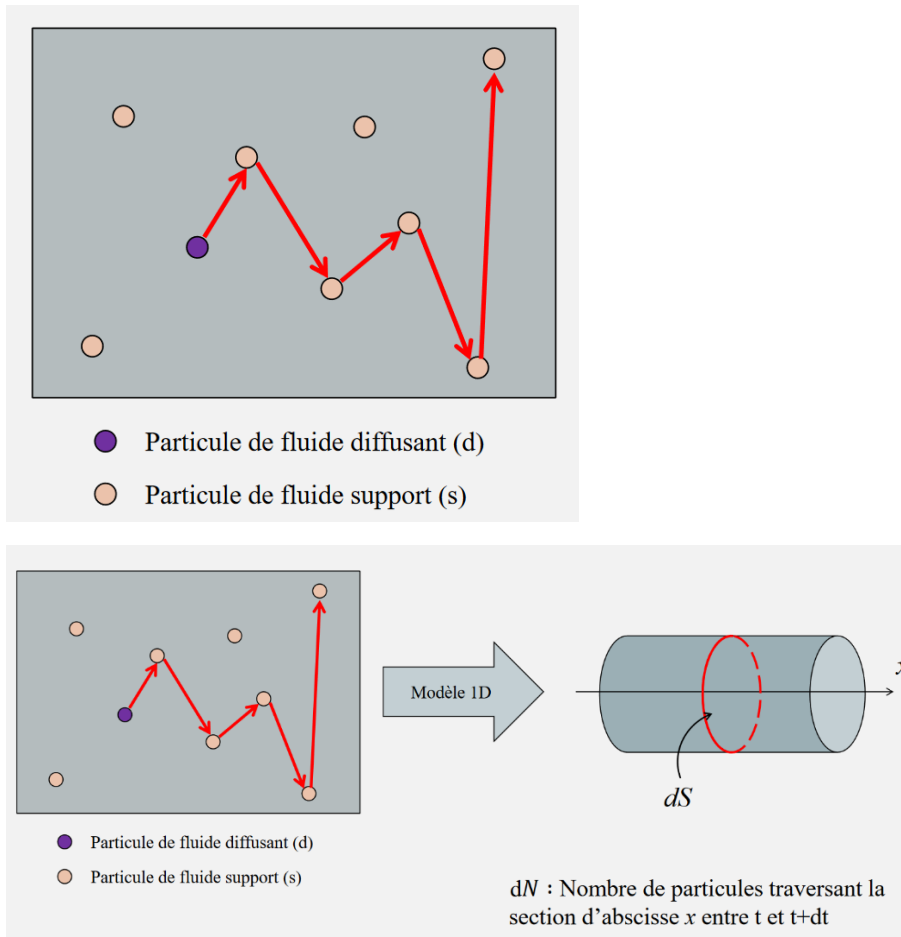 Particule de fluide diffusant (d)
Particule de fluide support (s)
Modèle 1D
x
dS
Particule de fluide diffusant (d)
Particule de fluide support (s)
dN : Nombre de particules traversant la
section d'abscisse x entre t et t+dt